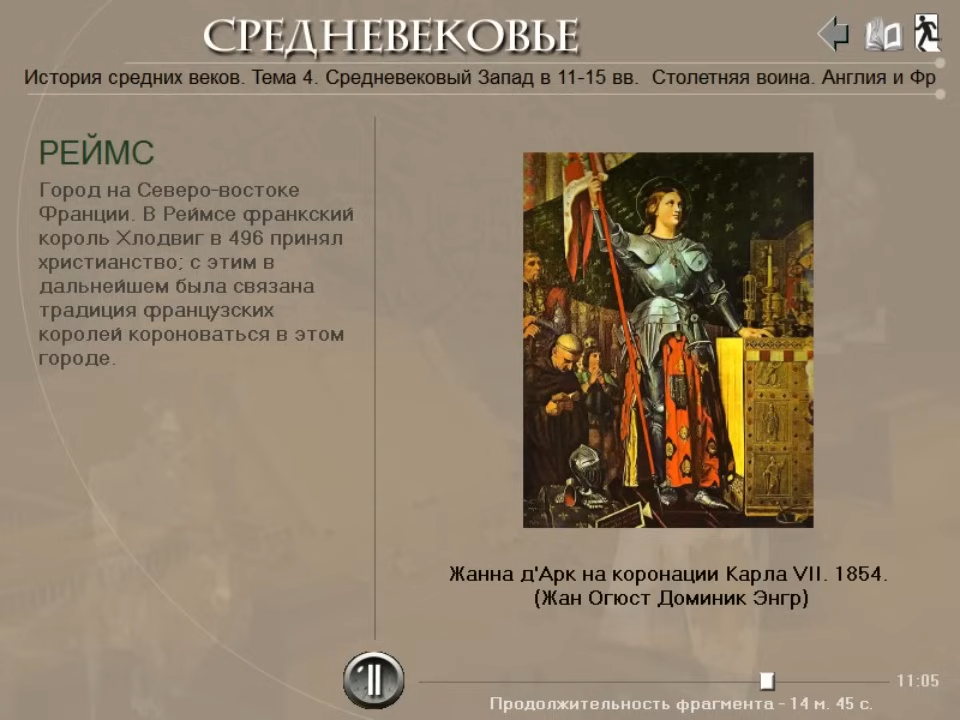 СРЕДНЕВЕКОВЬЕ
История средних веков. Тема 4. Средневековый Запад в 11-15 вв. Столетняя воина. Англия и Фр
РЕЙМС
Город на Северо-востоке
Франции. В Реймсе франкский
король Хлодвиг в 496 принял
христианство; с этим в
дальнейшем была связана
традиция французских
королей короноваться в этом
городе.
Жанна д'Арк на коронации Карла VII. 1854.
(Жан Огюст Доминик Энгр)
11:05
Продолжительность фрагмента - 14 м. 45 с.